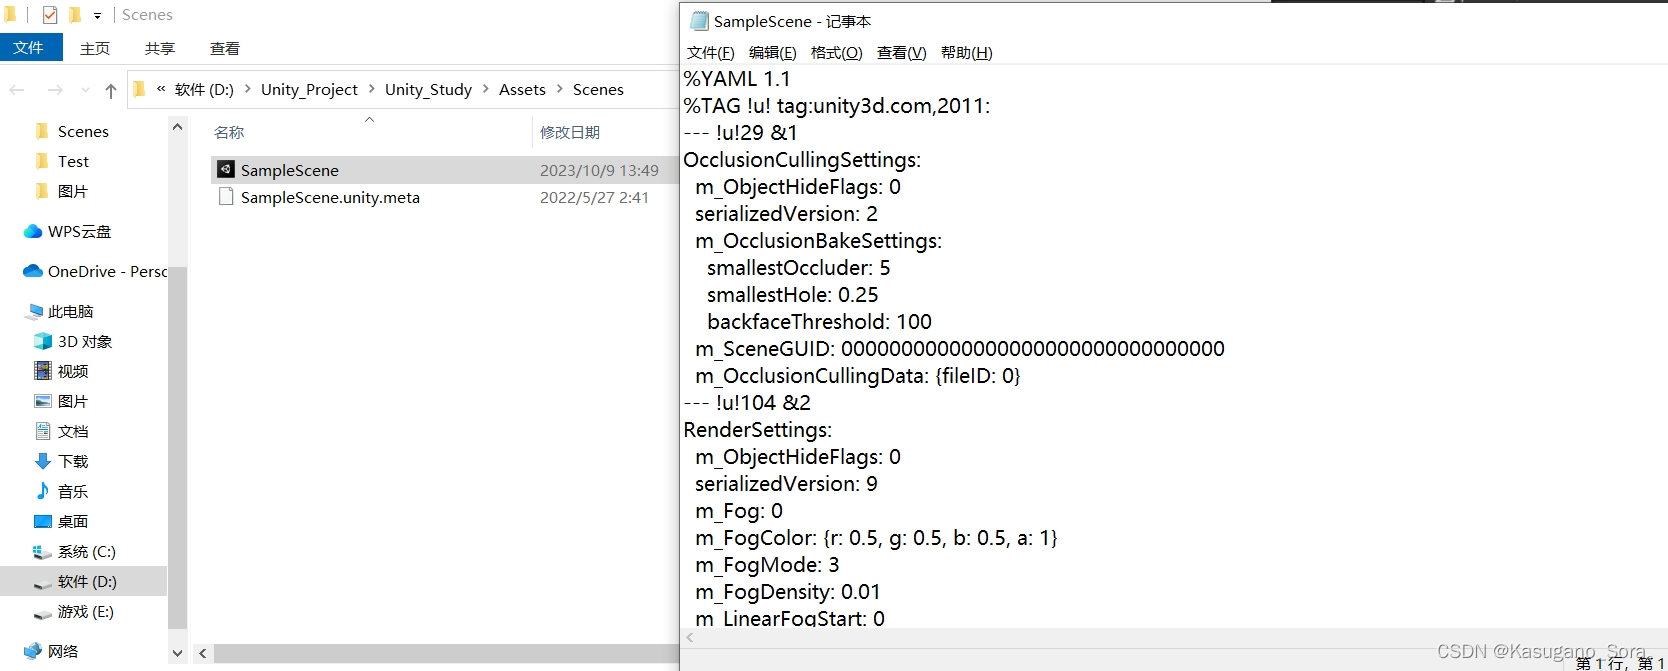 Scenes
文件 主页 共享 查看
« 软件 (D:) › Unity_Project › Unity_Study › Assets › Scenes
Scenes
Test
图片
WPS云盘
OneDrive - Persc
此电脑
3D 对象
视频
图片
文档
下载
音乐
桌面
系统 (C:)
软件 (D:)
游戏 (E:)
网络
名称 修改日期
SampleScene 2023/10/9 13:49
SampleScene.unity.meta 2022/5/27 2:41
SampleScene - 记事本
文件(F) 编辑(E) 格式(O) 查看(V) 帮助(H)
%YAML 1.1
%TAG !u! tag:unity3d.com,2011:
--- !u!29 &1
OcclusionCullingSettings:
  m_ObjectHideFlags: 0
  serializedVersion: 2
  m_OcclusionBakeSettings:
    smallestOccluder: 5
    smallestHole: 0.25
    backfaceThreshold: 100
  m_SceneGUID: 00000000000000000000000000000000
  m_OcclusionCullingData: {fileID: 0}
--- !u!104 &2
RenderSettings:
  m_ObjectHideFlags: 0
  serializedVersion: 9
  m_Fog: 0
  m_FogColor: {r: 0.5, g: 0.5, b: 0.5, a: 1}
  m_FogMode: 3
  m_FogDensity: 0.01
  m_LinearFogStart: 0
CSDN @Kasugano_Sora
第 1 行，第 1